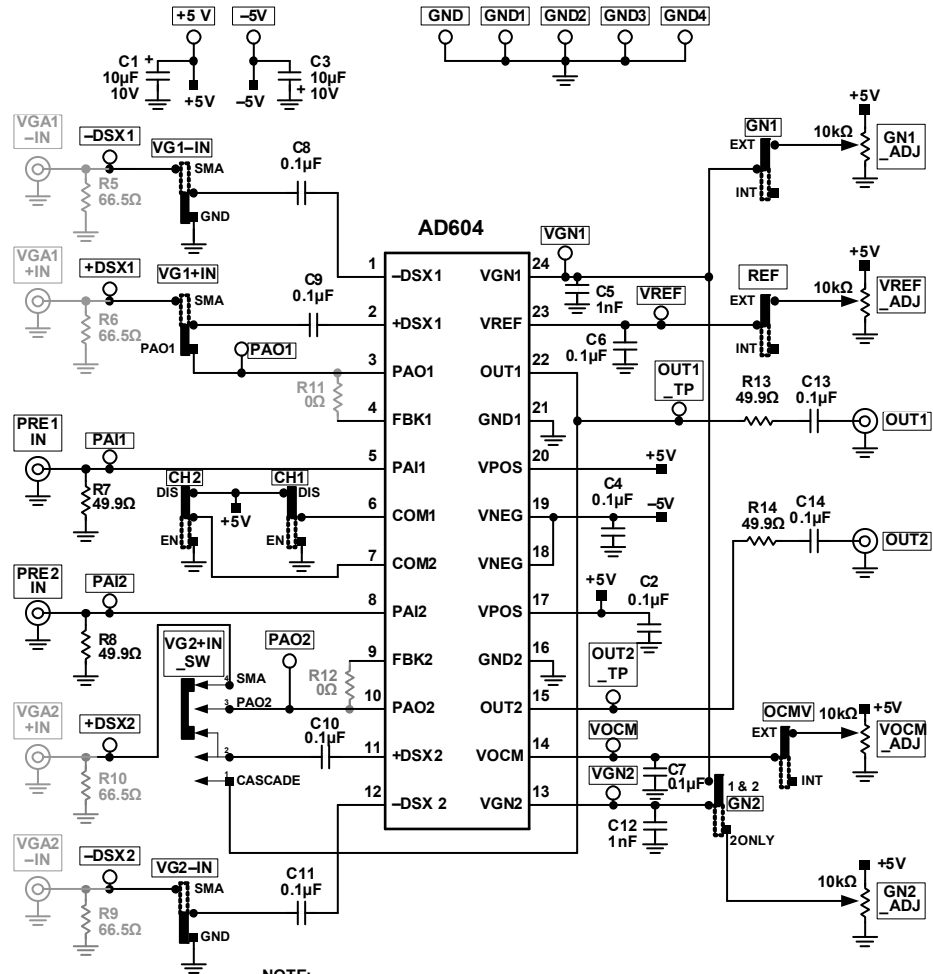 +5 V
–5V
GND
GND1
GND2
GND3
GND4
C1
10µF
10V
+
+5V
–5V
C3
10µF
10V
+
VGA1
–IN
–DSX1
R5
66.5Ω
VG1–IN
SMA
GND
C8
0.1µF
VGA1
+IN
+DSX1
R6
66.5Ω
VG1+IN
SMA
PAO1
C9
0.1µF
PAO1
R11
0Ω
PRE1
IN
PAI1
R7
49.9Ω
CH2
DIS
EN
+5V
CH1
DIS
EN
PRE2
IN
PAI2
R8
49.9Ω
VG2+IN
_SW
4
SMA
3
PAO2
2
1
CASCADE
PAO2
R12
0Ω
C10
0.1µF
VGA2
+IN
+DSX2
R10
66.5Ω
VGA2
–IN
–DSX2
R9
66.5Ω
VG2–IN
SMA
GND
C11
0.1µF
AD604
1
–DSX1
VGN1
24
2
+DSX1
VREF
23
3
PAO1
OUT1
22
4
FBK1
GND1
21
5
PAI1
VPOS
20
6
COM1
VNEG
19
7
COM2
VNEG
18
8
PAI2
VPOS
17
9
FBK2
GND2
16
10
PAO2
OUT2
15
11
+DSX2
VOCM
14
12
–DSX 2
VGN2
13
VGN1
C5
1nF
VREF
C6
0.1µF
GN1
EXT
INT
+5V
10kΩ
GN1
_ADJ
REF
EXT
INT
+5V
10kΩ
VREF
_ADJ
OUT1
_TP
R13
49.9Ω
C13
0.1µF
OUT1
+5V
C4
0.1µF
–5V
R14
49.9Ω
C14
0.1µF
OUT2
+5V
C2
0.1µF
OUT2
_TP
VOCM
C7
0.1µF
OCMV
EXT
INT
10kΩ
+5V
VOCM
_ADJ
VGN2
C12
1nF
1 & 2
GN2
2ONLY
+5V
10kΩ
GN2
_ADJ
NOTE: